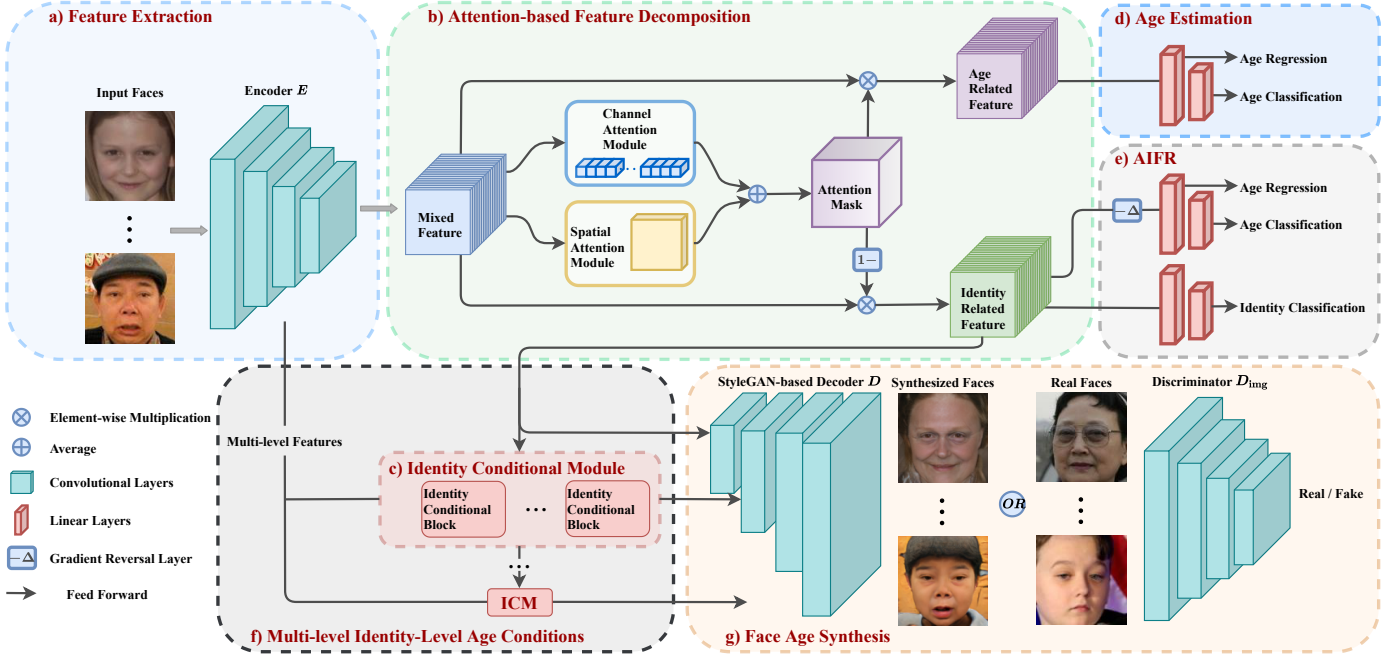 a) Feature Extraction
Input Faces
Encoder E
b) Attention-based Feature Decomposition
Mixed
Feature
Channel
Attention
Module
Spatial
Attention
Module
Attention
Mask
1−
Age
Related
Feature
Identity
Related
Feature
d) Age Estimation
Age Regression
Age Classification
e) AIFR
−Δ
Age Regression
Age Classification
Identity Classification
Element-wise Multiplication
Average
Convolutional Layers
Linear Layers
−Δ Gradient Reversal Layer
Feed Forward
Multi-level Features
c) Identity Conditional Module
Identity
Conditional
Block
...
Identity
Conditional
Block
...
ICM
f) Multi-level Identity-Level Age Conditions
StyleGAN-based Decoder D
Synthesized Faces
OR
Real Faces
Discriminator D_img
Real / Fake
g) Face Age Synthesis